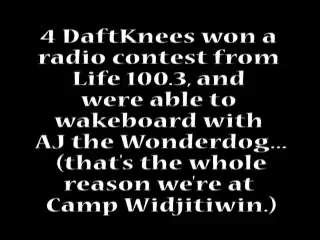 4 DaftKnees won a
radio contest from
Life 100.3, and
were able to
wakeboard with
AJ the Wonderdog...
(that's the whole
reason we're at
Camp Widjitiwin.)